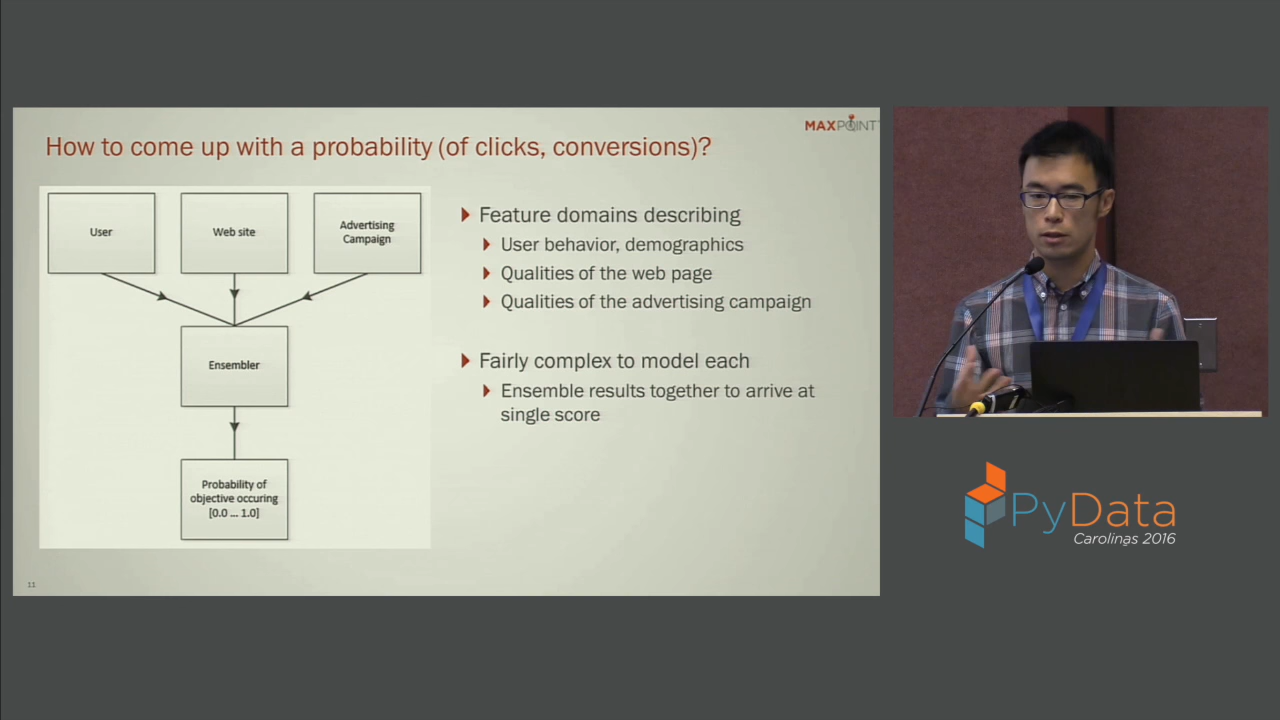 MAXPOINT
How to come up with a probability (of clicks, conversions)?
User
Web site
Advertising
Campaign
Ensembler
Probability of
objective occuring
[0.0 ... 1.0]
Feature domains describing
User behavior, demographics
Qualities of the web page
Qualities of the advertising campaign
Fairly complex to model each
Ensemble results together to arrive at
single score
11
PyData
Carolinas 2016